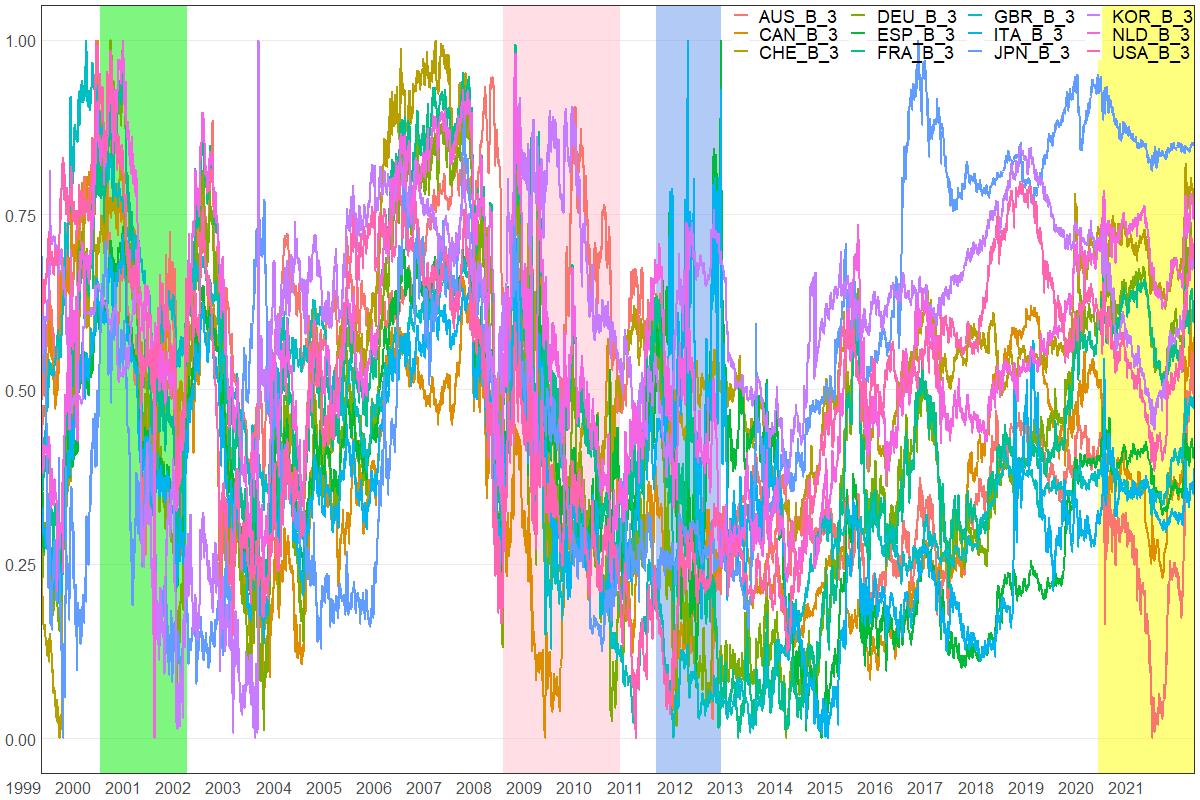 AUS_B_3 DEU_B_3 GBR_B_3 KOR_B_3
CAN_B_3 ESP_B_3 ITA_B_3 NLD_B_3
CHE_B_3 FRA_B_3 JPN_B_3 USA_B_3
1.00
0.75
0.50
0.25
0.00
1999 2000 2001 2002 2003 2004 2005 2006 2007 2008 2009 2010 2011 2012 2013 2014 2015 2016 2017 2018 2019 2020 2021